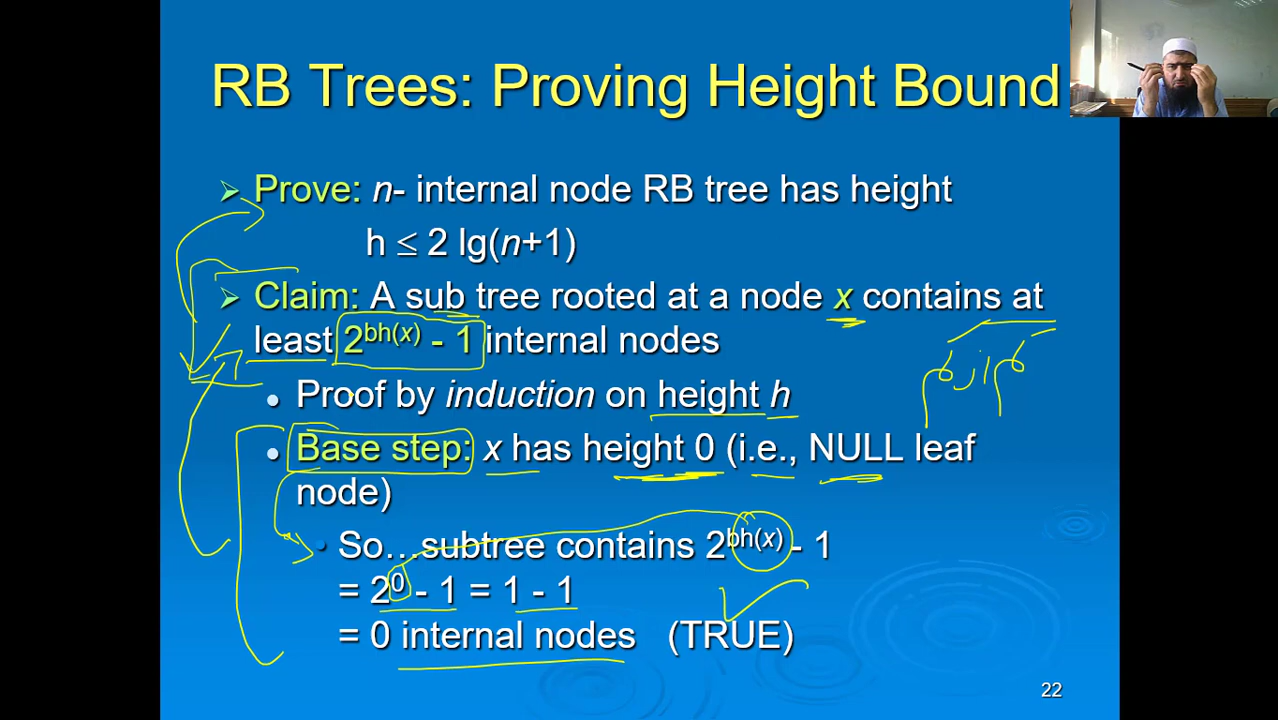 RB Trees: Proving Height Bound
Prove: n- internal node RB tree has height
h ≤ 2 lg(n+1)
Claim: A sub tree rooted at a node x contains at
least 2^bh(x) - 1 internal nodes
Proof by induction on height h
Base step: x has height 0 (i.e., NULL leaf
node)
So…subtree contains 2^bh(x) - 1
= 2^0 - 1 = 1 - 1
= 0 internal nodes (TRUE)
22